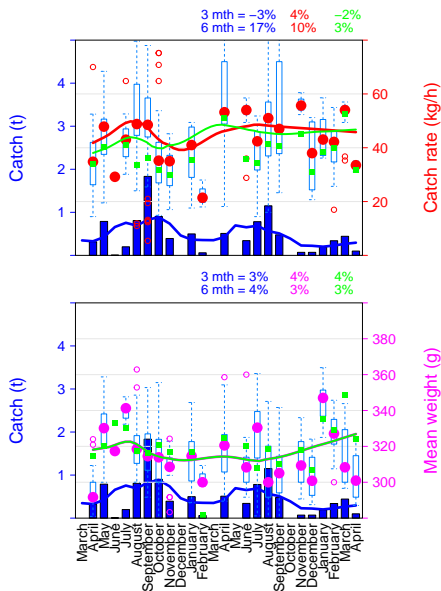 3 mth = −3% 4% −2%
6 mth = 17% 10% 3%
5
4
3
2
1
Catch (t)
60
40
20
Catch rate (kg/h)
3 mth = 3% 4% 4%
6 mth = 4% 3% 3%
4
3
2
1
Catch (t)
380
360
340
320
300
Mean weight (g)
March
April
May
June
July
August
September
October
November
December
January
February
March
April
May
June
July
August
September
October
November
December
January
February
March
April